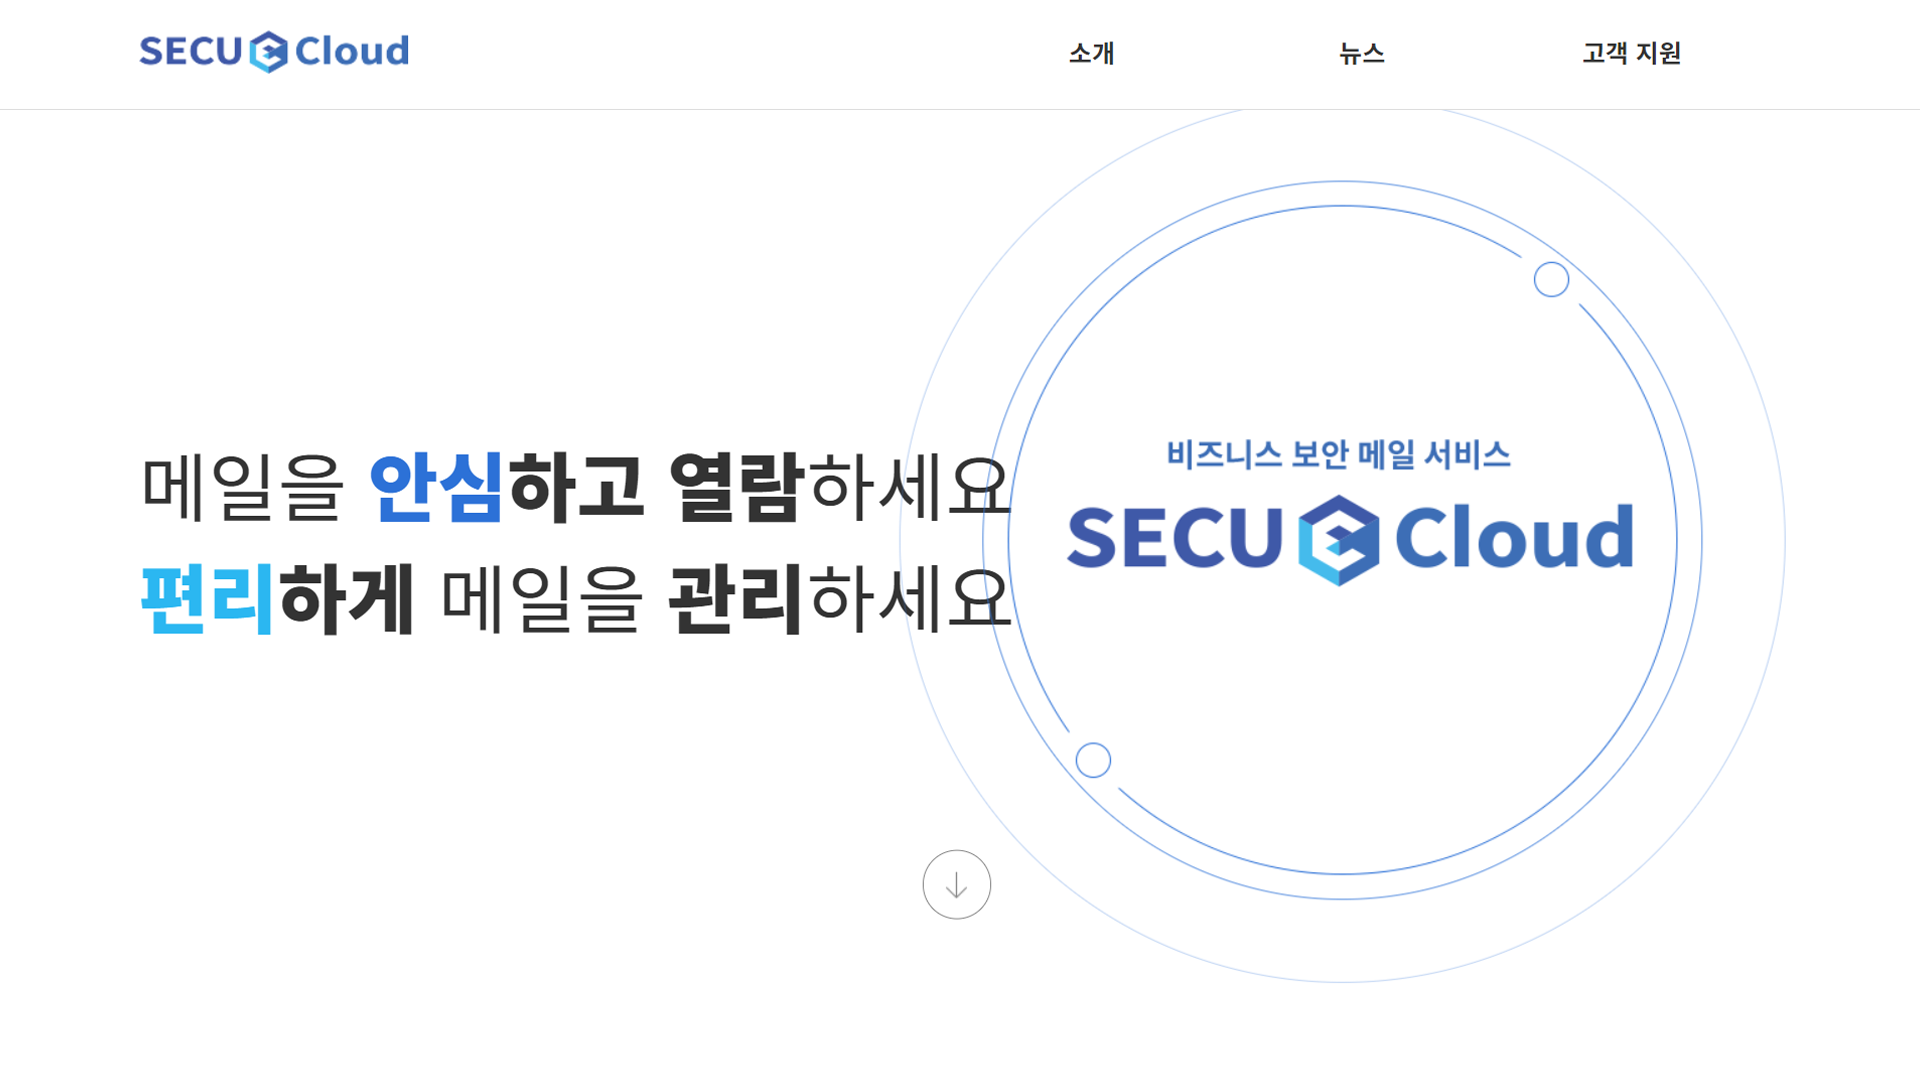 SECU Cloud
소개
뉴스
고객 지원
메일을 안심하고 열람하세요
편리하게 메일을 관리하세요
비즈니스 보안 메일 서비스
SECU Cloud